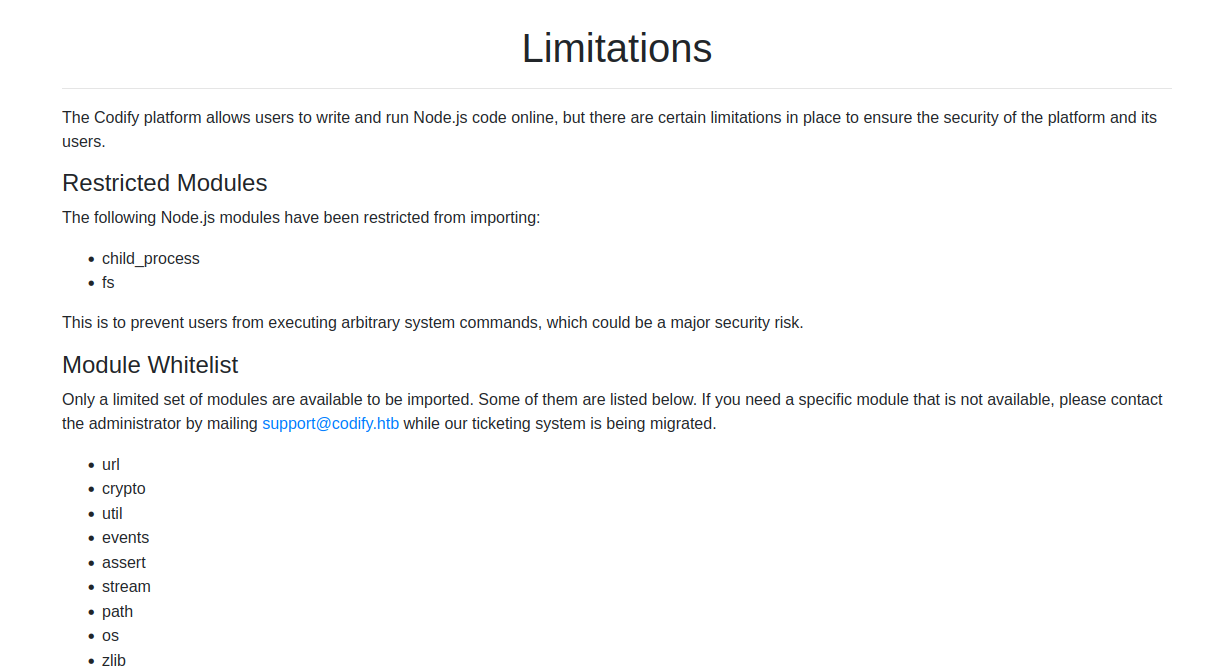 Limitations
The Codify platform allows users to write and run Node.js code online, but there are certain limitations in place to ensure the security of the platform and its
users.
Restricted Modules
The following Node.js modules have been restricted from importing:
• child_process
• fs
This is to prevent users from executing arbitrary system commands, which could be a major security risk.
Module Whitelist
Only a limited set of modules are available to be imported. Some of them are listed below. If you need a specific module that is not available, please contact
the administrator by mailing support@codify.htb while our ticketing system is being migrated.
• url
• crypto
• util
• events
• assert
• stream
• path
• os
• zlib